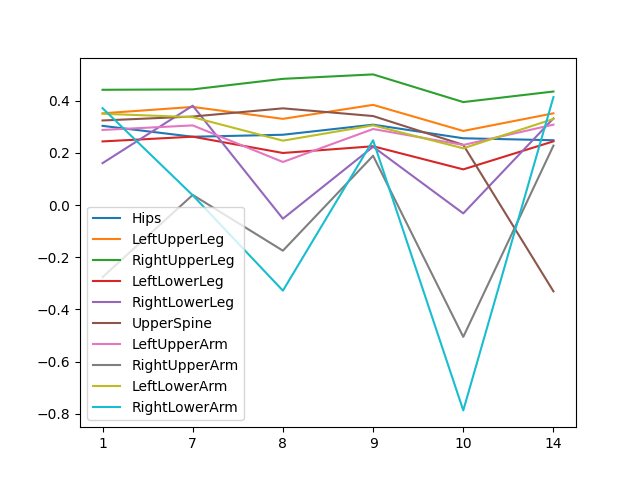 0.4
0.2
0.0
−0.2
−0.4
−0.6
−0.8
Hips
LeftUpperLeg
RightUpperLeg
LeftLowerLeg
RightLowerLeg
UpperSpine
LeftUpperArm
RightUpperArm
LeftLowerArm
RightLowerArm
1 7 8 9 10 14